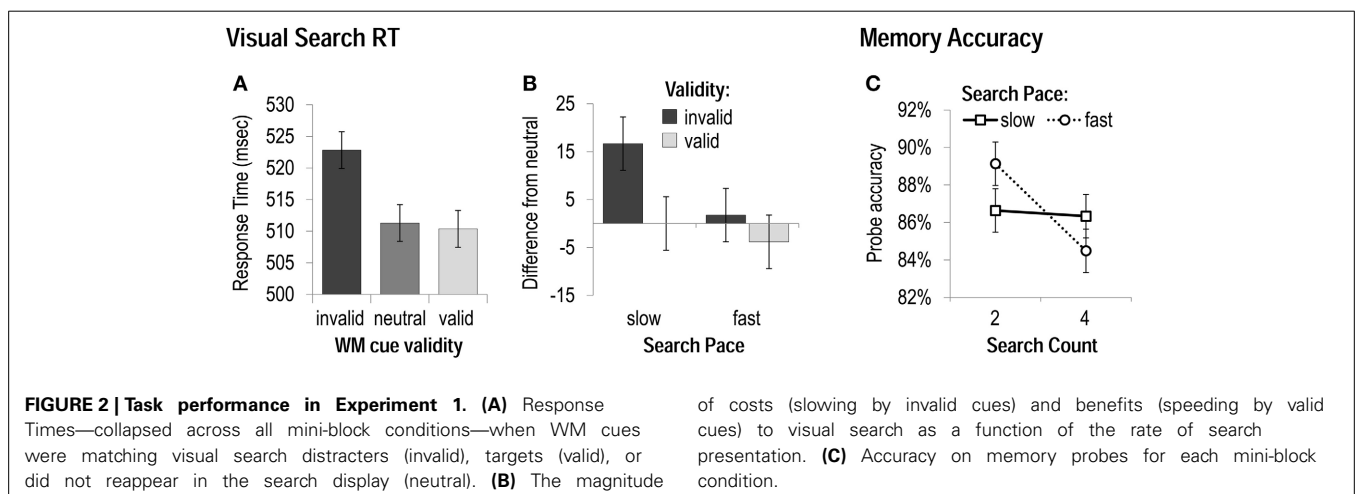 Visual Search RT
Memory Accuracy
A
530
525
520
515
510
505
500
Response Time (msec)
invalid neutral valid
WM cue validity
B
Validity:
invalid
valid
25
15
5
-5
-15
Difference from neutral
slow fast
Search Pace
C
Search Pace:
slow fast
92%
90%
88%
86%
84%
82%
Probe accuracy
2 4
Search Count
FIGURE 2 | Task performance in Experiment 1. (A) Response
Times—collapsed across all mini-block conditions—when WM cues
were matching visual search distracters (invalid), targets (valid), or
did not reappear in the search display (neutral). (B) The magnitude
of costs (slowing by invalid cues) and benefits (speeding by valid
cues) to visual search as a function of the rate of search
presentation. (C) Accuracy on memory probes for each mini-block
condition.